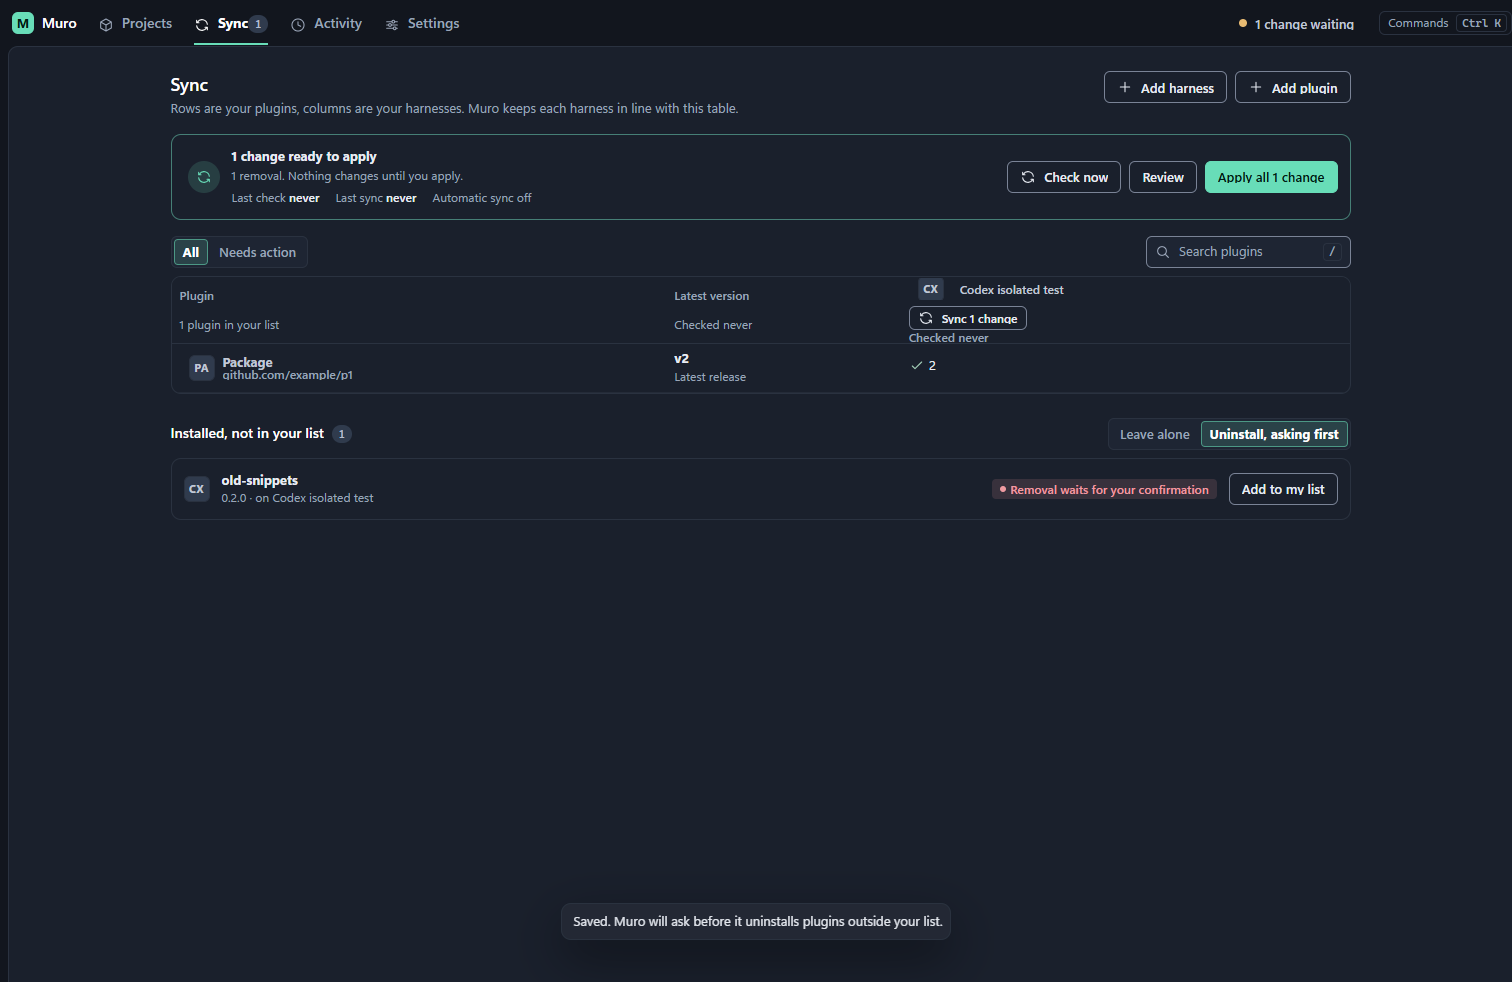 M Muro Projects Sync 1 Activity Settings 1 change waiting Commands Ctrl K
Sync
Rows are your plugins, columns are your harnesses. Muro keeps each harness in line with this table.
Add harness Add plugin
1 change ready to apply
1 removal. Nothing changes until you apply.
Last check never Last sync never Automatic sync off
Check now Review Apply all 1 change
All Needs action Search plugins /
Plugin Latest version CX Codex isolated test
1 plugin in your list Checked never Sync 1 change
Checked never
PA Package v2 2
github.com/example/p1 Latest release
Installed, not in your list 1 Leave alone Uninstall, asking first
CX old-snippets
0.2.0 · on Codex isolated test
Removal waits for your confirmation Add to my list
Saved. Muro will ask before it uninstalls plugins outside your list.